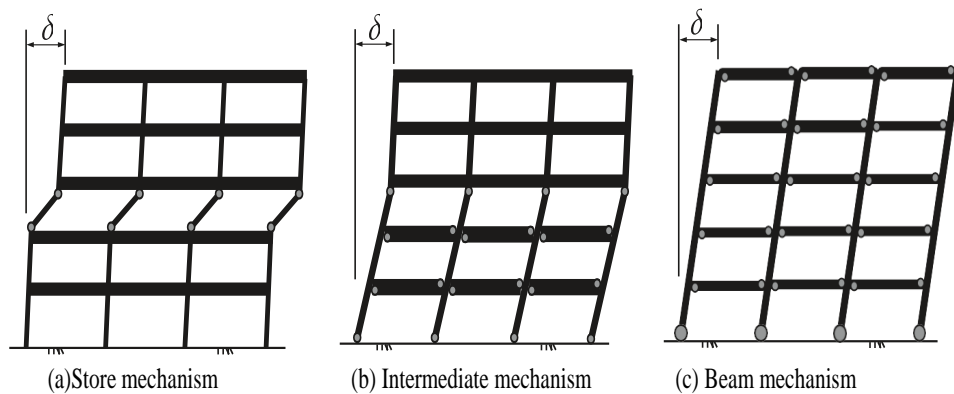 δ δ δ
(a)Store mechanism (b) Intermediate mechanism (c) Beam mechanism